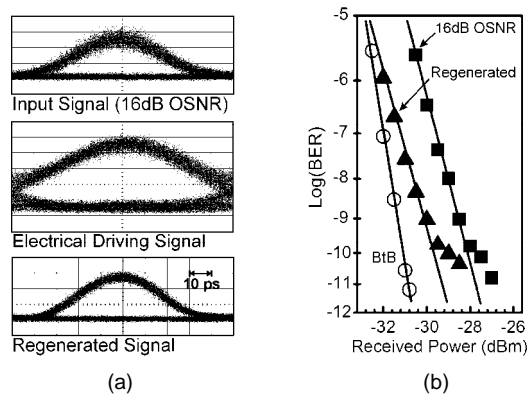 Input Signal (16dB OSNR)
Electrical Driving Signal
10 ps
Regenerated Signal
(a)
-5
-6
-7
-8
-9
-10
-11
-12
Log(BER)
16dB OSNR
Regenerated
BtB
-32 -30 -28 -26
Received Power (dBm)
(b)